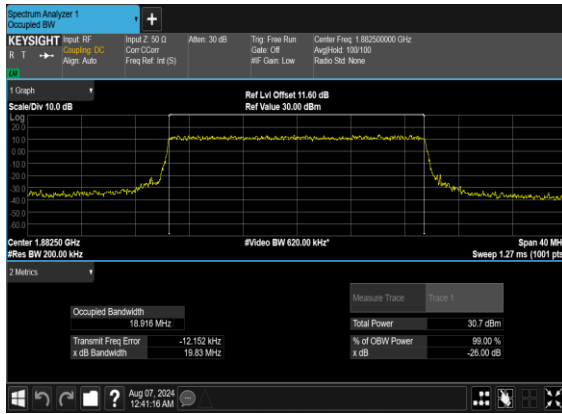 Spectrum Analyzer 1
Occupied BW
+
KEYSIGHT Input: RF Input Z: 50 Ω Atten: 30 dB Trig: Free Run Center Freq: 1.882500000 GHz
R T Coupling: DC Corr CCorr Gate: Off Avg|Hold: 100/100
Align: Auto Freq Ref: Int (S) #IF Gain: Low Radio Std: None
LXI
1 Graph Ref Lvl Offset 11.60 dB
Scale/Div 10.0 dB Ref Value 30.00 dBm
Log
20.0
10.0
0.00
-10.0
-20.0
-30.0
-40.0
-50.0
-60.0
Center 1.88250 GHz #Video BW 620.00 kHz* Span 40 MH
#Res BW 200.00 kHz Sweep 1.27 ms (1001 pts
2 Metrics
Measure Trace Trace 1
Occupied Bandwidth
18.916 MHz Total Power 30.7 dBm
Transmit Freq Error -12.152 kHz % of OBW Power 99.00 %
x dB Bandwidth 19.83 MHz x dB -26.00 dB
? Aug 07, 2024
12:41:16 AM